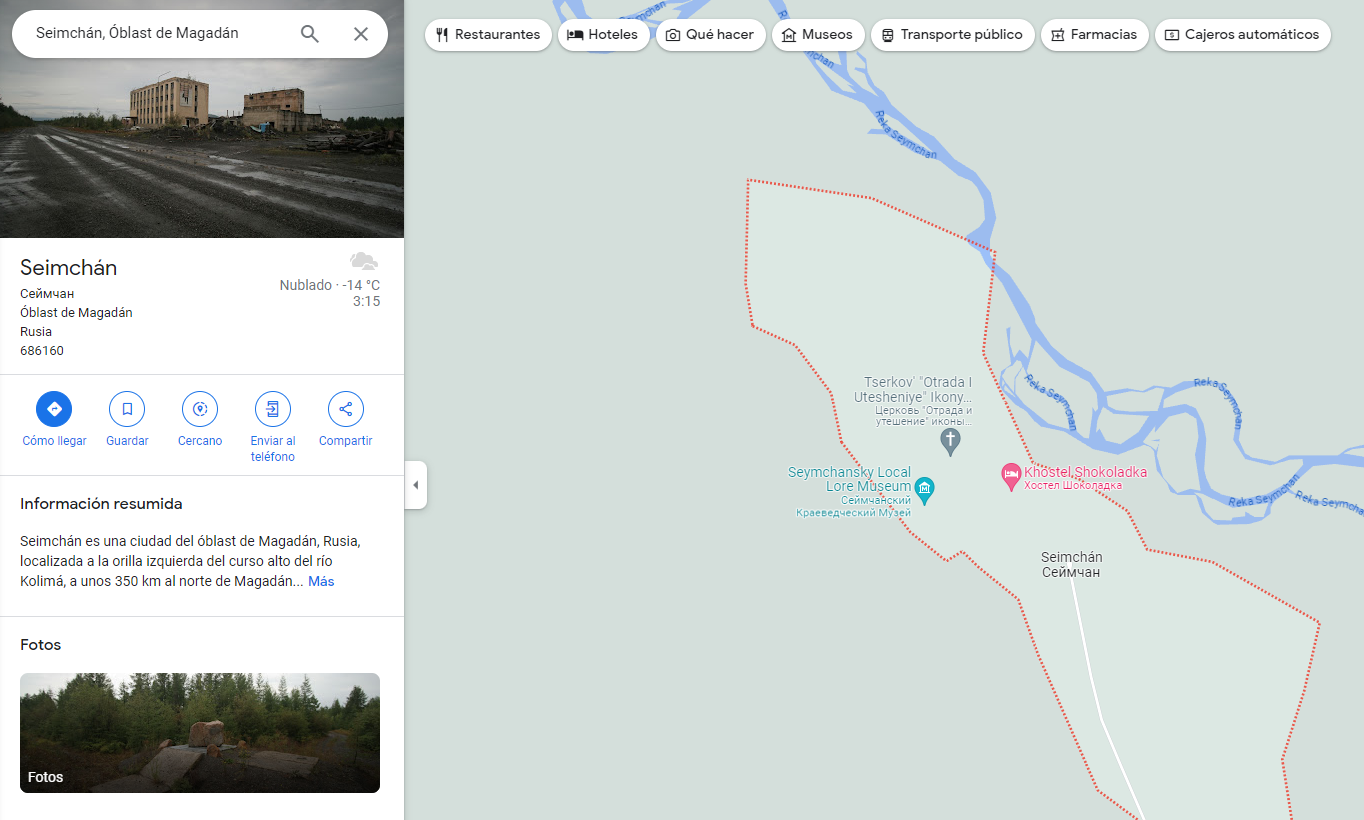 Seimchán, Óblast de Magadán
Seimchán
Сеймчан
Óblast de Magadán
Rusia
686160
Nublado · -14 °C
3:15
Cómo llegar
Guardar
Cercano
Enviar al
teléfono
Compartir
Información resumida
Seimchán es una ciudad del óblast de Magadán, Rusia,
localizada a la orilla izquierda del curso alto del río
Kolimá, a unos 350 km al norte de Magadán... Más
Fotos
Fotos
Restaurantes
Hoteles
Qué hacer
Museos
Transporte público
Farmacias
Cajeros automáticos
Reka Seymchan
Tserkov' "Otrada I
Utesheniye" Ikony...
Церковь "Отрада и
утешение" иконы...
Reka Seymchan
Reka Seymchan
Seymchansky Local
Lore Museum
Сеймчанский
Краеведческий Музей
Khostel Shokoladka
Хостел Шоколадка
Reka Seymchan
Reka Seymcha
Seimchán
Сеймчан